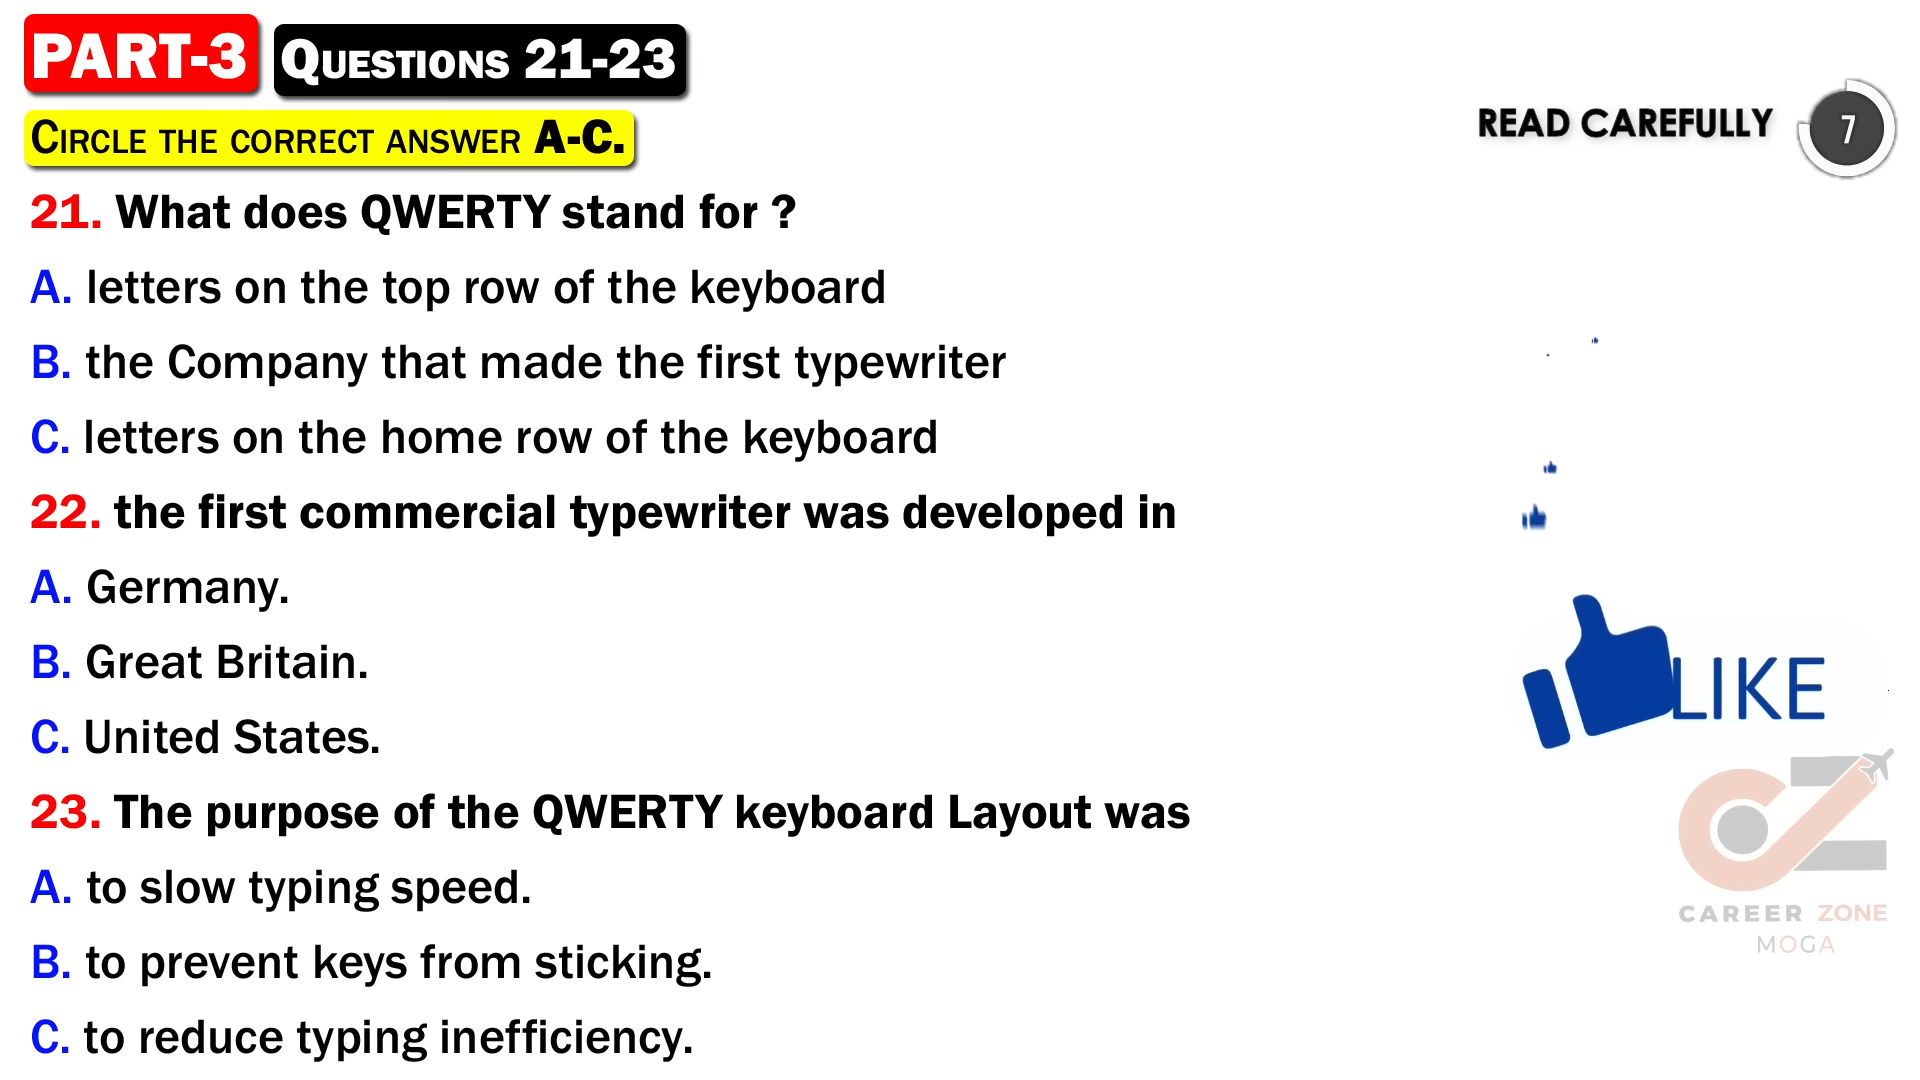 PART-3 QUESTIONS 21-23
CIRCLE THE CORRECT ANSWER A-C.
READ CAREFULLY 7
21. What does QWERTY stand for ?
A. letters on the top row of the keyboard
B. the Company that made the first typewriter
C. letters on the home row of the keyboard
22. the first commercial typewriter was developed in
A. Germany.
B. Great Britain.
C. United States.
LIKE
23. The purpose of the QWERTY keyboard Layout was
A. to slow typing speed.
B. to prevent keys from sticking.
C. to reduce typing inefficiency.
CZ
CAREER ZONE
MOGA